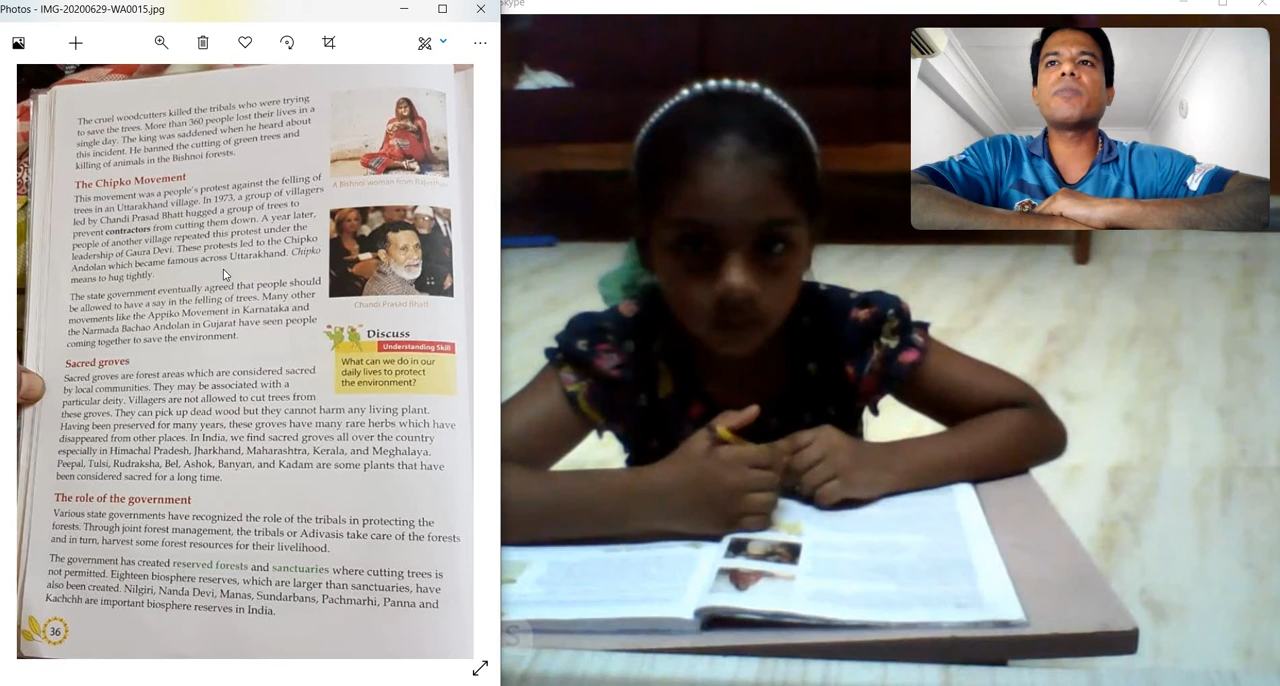 Photos - IMG-20200629-WA0015.jpg
Skype
The cruel woodcutters killed the tribals who were trying
to save the trees. More than 360 people lost their lives in a
single day. The king was saddened when he heard about
this incident. He banned the cutting of green trees and
killing of animals in the Bishnoi forests.
A Bishnoi woman from Rajasthan
The Chipko Movement
This movement was a people's protest against the felling of
trees in an Uttarakhand village. In 1973, a group of villagers
led by Chandi Prasad Bhatt hugged a group of trees to
prevent contractors from cutting them down. A year later,
people of another village repeated this protest under the
leadership of Gaura Devi. These protests led to the Chipko
Andolan which became famous across Uttarakhand. Chipko
means to hug tightly.
Chandi Prasad Bhatt
The state government eventually agreed that people should
be allowed to have a say in the felling of trees. Many other
movements like the Appiko Movement in Karnataka and
the Narmada Bachao Andolan in Gujarat have seen people
coming together to save the environment.
Discuss
Understanding Skill
What can we do in our
daily lives to protect
the environment?
Sacred groves
Sacred groves are forest areas which are considered sacred
by local communities. They may be associated with a
particular deity. Villagers are not allowed to cut trees from
these groves. They can pick up dead wood but they cannot harm any living plant.
Having been preserved for many years, these groves have many rare herbs which have
disappeared from other places. In India, we find sacred groves all over the country
especially in Himachal Pradesh, Jharkhand, Maharashtra, Kerala, and Meghalaya.
Peepal, Tulsi, Rudraksha, Bel, Ashok, Banyan, and Kadam are some plants that have
been considered sacred for a long time.
The role of the government
Various state governments have recognized the role of the tribals in protecting the
forests. Through joint forest management, the tribals or Adivasis take care of the forests
and in turn, harvest some forest resources for their livelihood.
The government has created reserved forests and sanctuaries where cutting trees is
not permitted. Eighteen biosphere reserves, which are larger than sanctuaries, have
also been created. Nilgiri, Nanda Devi, Manas, Sundarbans, Pachmarhi, Panna and
Kachchh are important biosphere reserves in India.
36